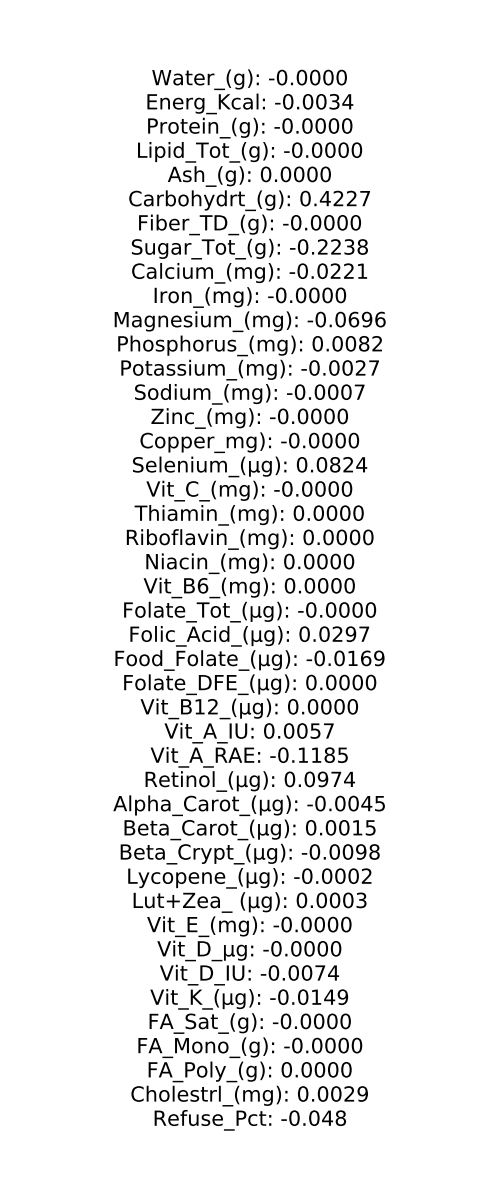 Water_(g): -0.0000
Energ_Kcal: -0.0034
Protein_(g): -0.0000
Lipid_Tot_(g): -0.0000
Ash_(g): 0.0000
Carbohydrt_(g): 0.4227
Fiber_TD_(g): -0.0000
Sugar_Tot_(g): -0.2238
Calcium_(mg): -0.0221
Iron_(mg): -0.0000
Magnesium_(mg): -0.0696
Phosphorus_(mg): 0.0082
Potassium_(mg): -0.0027
Sodium_(mg): -0.0007
Zinc_(mg): -0.0000
Copper_mg): -0.0000
Selenium_(µg): 0.0824
Vit_C_(mg): -0.0000
Thiamin_(mg): 0.0000
Riboflavin_(mg): 0.0000
Niacin_(mg): 0.0000
Vit_B6_(mg): 0.0000
Folate_Tot_(µg): -0.0000
Folic_Acid_(µg): 0.0297
Food_Folate_(µg): -0.0169
Folate_DFE_(µg): 0.0000
Vit_B12_(µg): 0.0000
Vit_A_IU: 0.0057
Vit_A_RAE: -0.1185
Retinol_(µg): 0.0974
Alpha_Carot_(µg): -0.0045
Beta_Carot_(µg): 0.0015
Beta_Crypt_(µg): -0.0098
Lycopene_(µg): -0.0002
Lut+Zea_ (µg): 0.0003
Vit_E_(mg): -0.0000
Vit_D_µg: -0.0000
Vit_D_IU: -0.0074
Vit_K_(µg): -0.0149
FA_Sat_(g): -0.0000
FA_Mono_(g): -0.0000
FA_Poly_(g): 0.0000
Cholestrl_(mg): 0.0029
Refuse_Pct: -0.048